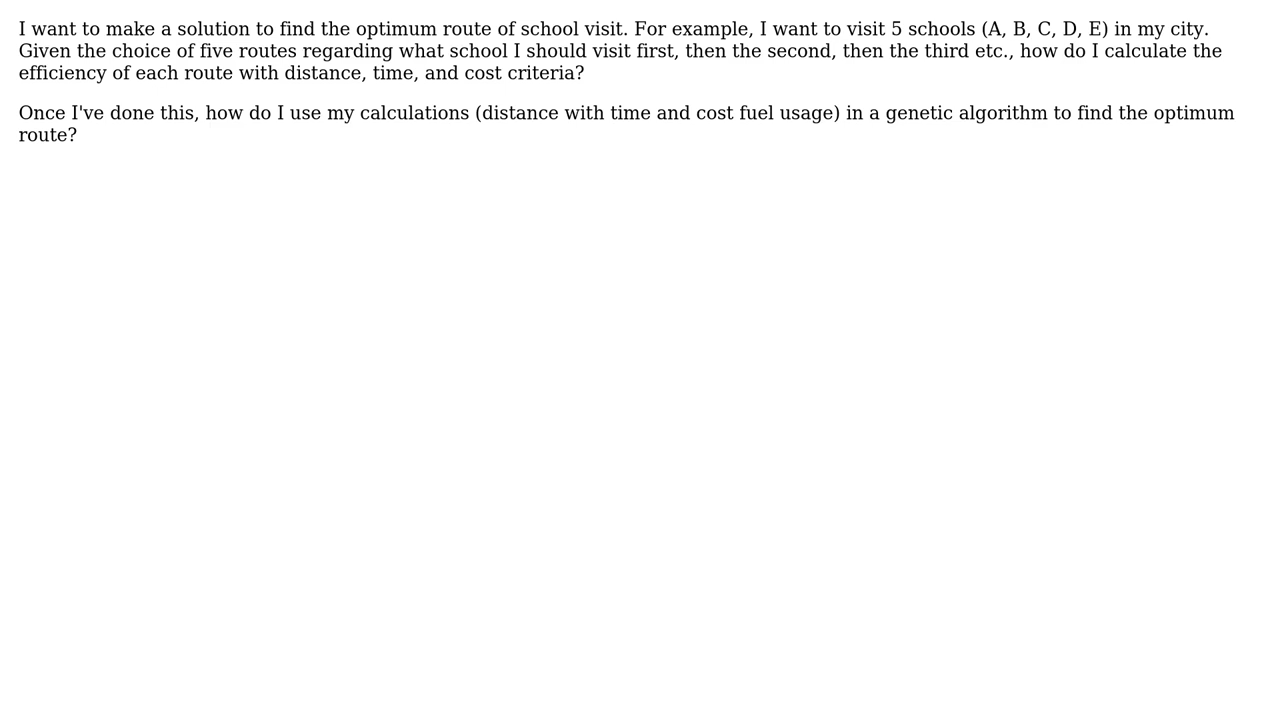 I want to make a solution to find the optimum route of school visit. For example, I want to visit 5 schools (A, B, C, D, E) in my city.
Given the choice of five routes regarding what school I should visit first, then the second, then the third etc., how do I calculate the
efficiency of each route with distance, time, and cost criteria?
Once I've done this, how do I use my calculations (distance with time and cost fuel usage) in a genetic algorithm to find the optimum
route?